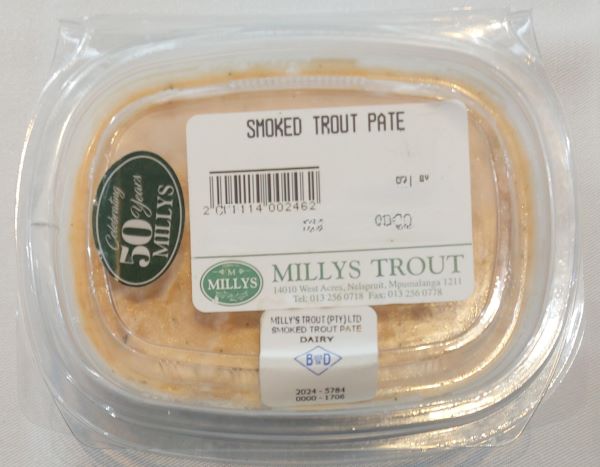 SMOKED TROUT PATE
Celebrating
50 Years
MILLYS
M
MILLYS
MILLYS TROUT
14010 West Acres, Nelspruit, Mpumalanga 1211
Tel: 013 256 0718 Fax: 013 256 0778
MILLY'S TROUT (PTY) LTD
SMOKED TROUT PATE
DAIRY
2024 - 5784
0000 - 1706